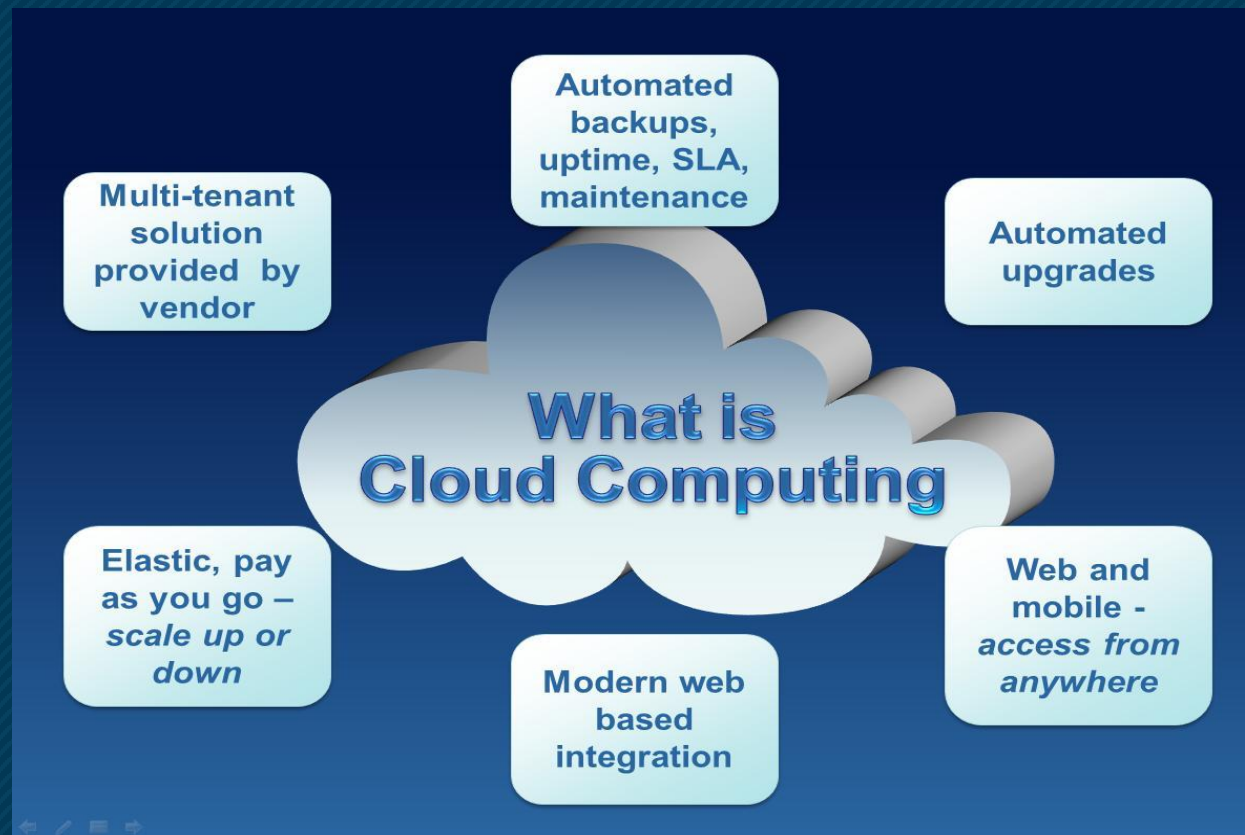 Automated
backups,
uptime, SLA,
maintenance
Multi-tenant
solution
provided by
vendor
Automated
upgrades
What is
Cloud Computing
Elastic, pay
as you go –
scale up or
down
Modern web
based
integration
Web and
mobile -
access from
anywhere